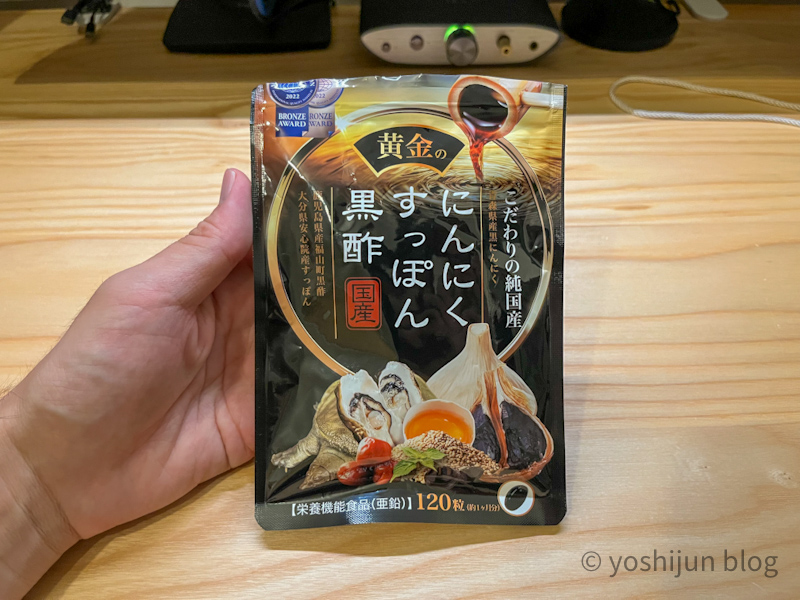 2022
2022
BRONZE
AWARD
BRONZE
AWARD
黄金の
こだわりの純国産
青森県産黒にんにく
にんにく
すっぽん
黒酢
国産
鹿児島県産福山町黒酢
大分県安心院産すっぽん
【栄養機能食品(亜鉛)】120粒(約1ヶ月分)
© yoshijun blog